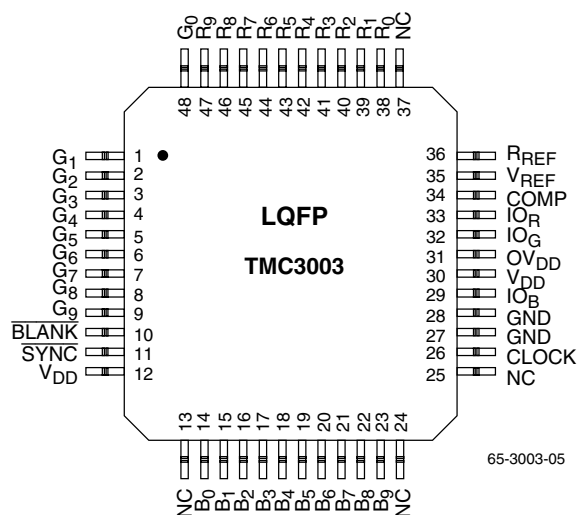 G0 R9 R8 R7 R6 R5 R4 R3 R2 R1 R0 NC
48 47 46 45 44 43 42 41 40 39 38 37
G1 1
G2 2
G3 3
G4 4
G5 5
G6 6
G7 7
G8 8
G9 9
BLANK 10
SYNC 11
VDD 12
LQFP
TMC3003
36 RREF
35 VREF
34 COMP
33 IOR
32 IOG
31 OVDD
30 VDD
29 IOB
28 GND
27 GND
26 CLOCK
25 NC
13 14 15 16 17 18 19 20 21 22 23 24
NC B0 B1 B2 B3 B4 B5 B6 B7 B8 B9 NC
65-3003-05